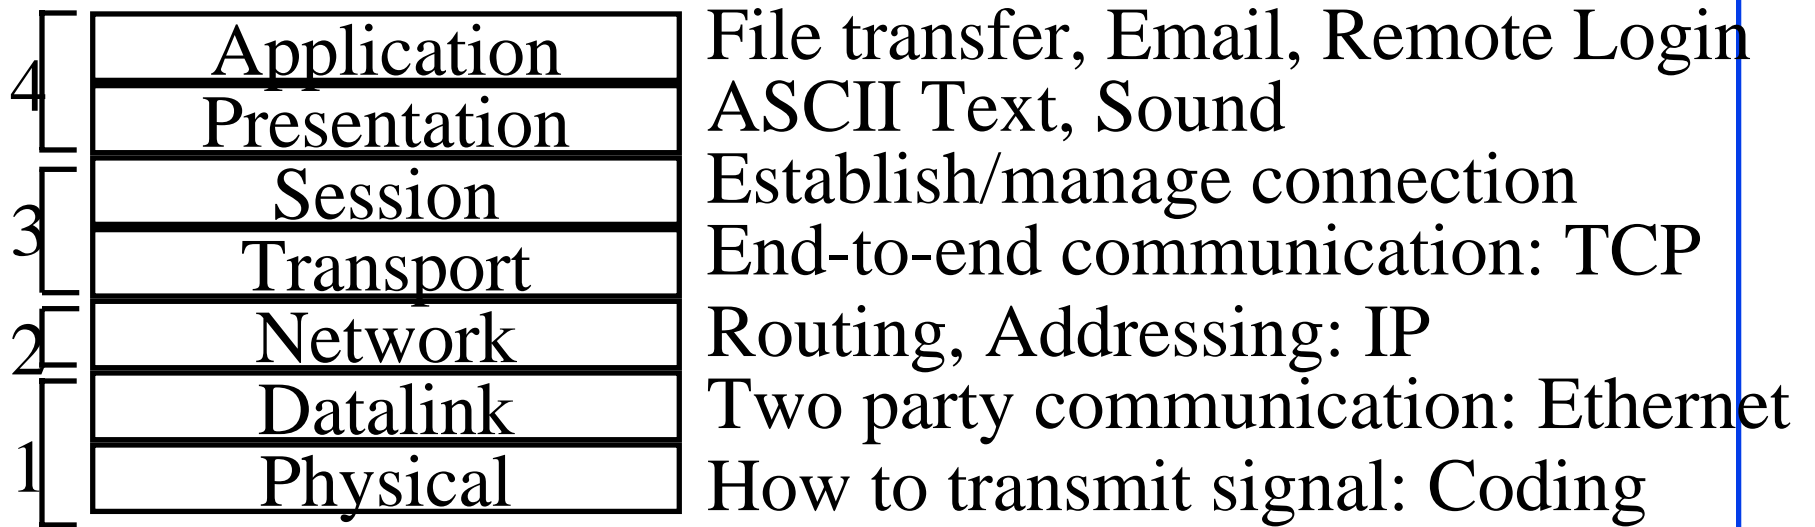 4
Application File transfer, Email, Remote Login
Presentation ASCII Text, Sound
3
Session Establish/manage connection
Transport End-to-end communication: TCP
2
Network Routing, Addressing: IP
1
Datalink Two party communication: Ethernet
Physical How to transmit signal: Coding